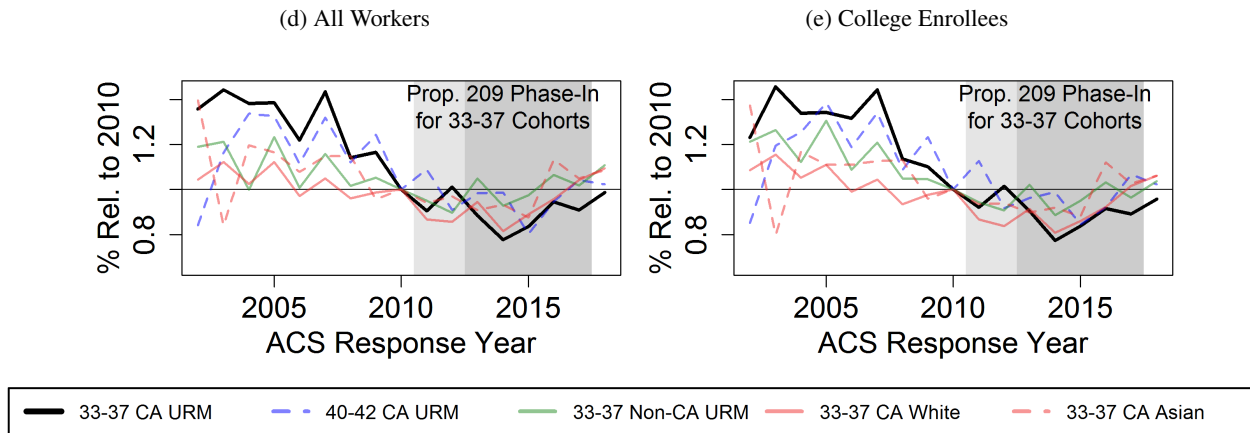 (d) All Workers
(e) College Enrollees
% Rel. to 2010
0.8
1.2
Prop. 209 Phase-In
for 33-37 Cohorts
2005
2010
2015
ACS Response Year
% Rel. to 2010
0.8
1.2
Prop. 209 Phase-In
for 33-37 Cohorts
2005
2010
2015
ACS Response Year
33-37 CA URM
40-42 CA URM
33-37 Non-CA URM
33-37 CA White
33-37 CA Asian